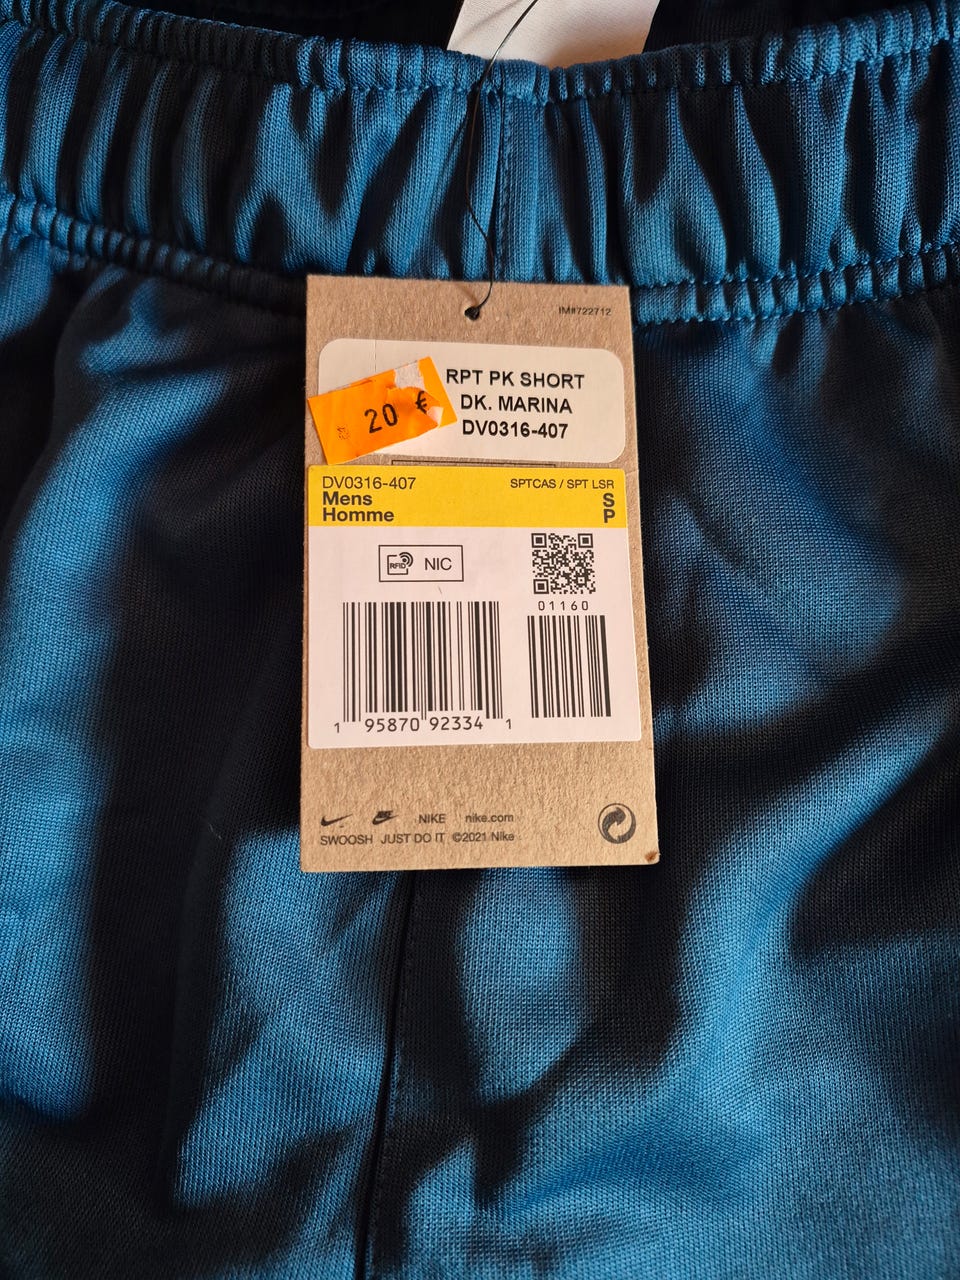 IM#722712
RPT PK SHORT
DK. MARINA
DV0316-407
20 €
DV0316-407
SPTCAS / SPT LSR
Mens
S
Homme
P
RFID NIC
01160
1 95870 92334 1
NIKE nike.com
SWOOSH JUST DO IT ©2021 Nike